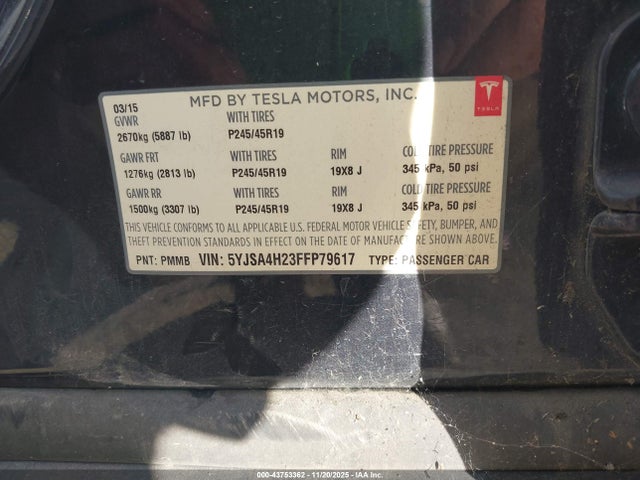 03/15 MFD BY TESLA MOTORS, INC.
TESLA
GVWR WITH TIRES
2670kg (5887 lb) P245/45R19
GAWR FRT WITH TIRES RIM COLD TIRE PRESSURE
1276kg (2813 lb) P245/45R19 19X8 J 345 kPa, 50 psi
GAWR RR WITH TIRES RIM COLD TIRE PRESSURE
1500kg (3307 lb) P245/45R19 19X8 J 345 kPa, 50 psi
THIS VEHICLE CONFORMS TO ALL APPLICABLE U.S. FEDERAL MOTOR VEHICLE SAFETY, BUMPER, AND
THEFT PREVENTION STANDARDS IN EFFECT ON THE DATE OF MANUFACTURE SHOWN ABOVE.
PNT: PMMB VIN: 5YJSA4H23FFP79617 TYPE: PASSENGER CAR
000-43753362 - 11/20/2025 - IAA Inc.